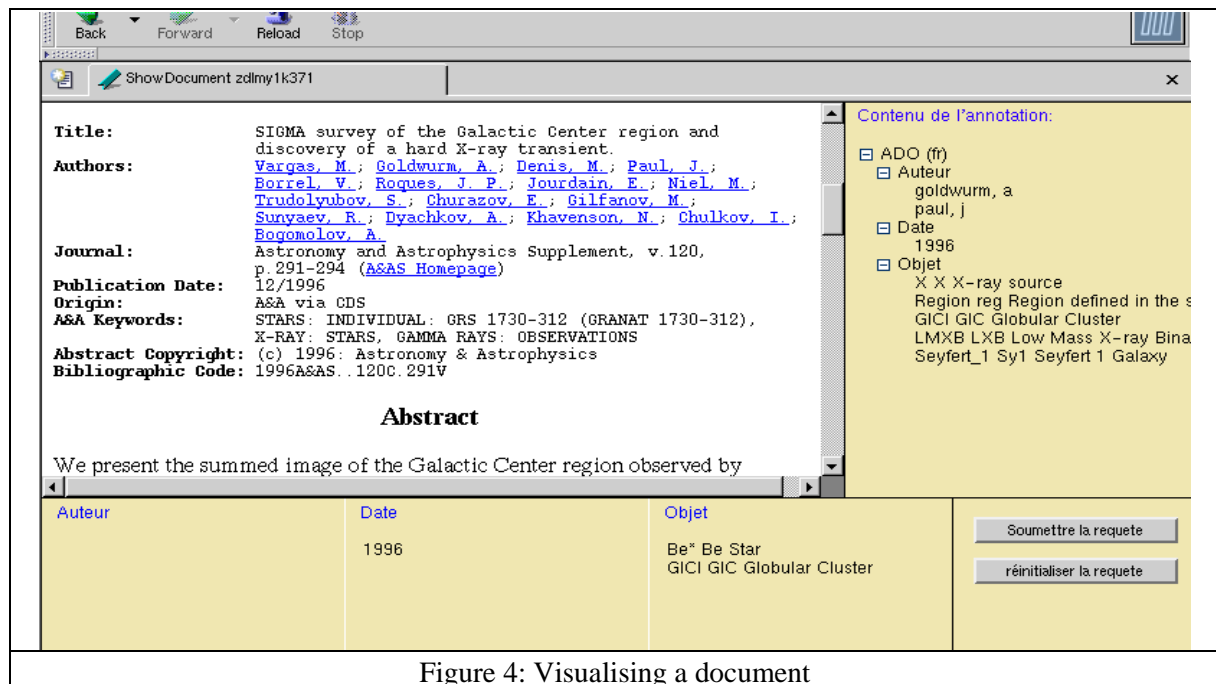 Back Forward Reload Stop
ShowDocument zdlmy1k371
Title: SIGMA survey of the Galactic Center region and
discovery of a hard X-ray transient.
Authors: Vargas, M.; Goldwurm, A.; Denis, M.; Paul, J.;
Borrel, V.; Roques, J. P.; Jourdain, E.; Niel, M.;
Trudolyubov, S.; Churazov, E.; Gilfanov, M.;
Sunyaev, R.; Dyachkov, A.; Khavenson, N.; Chulkov, I.;
Bogomolov, A.
Journal: Astronomy and Astrophysics Supplement, v.120,
p.291-294 (A&AS Homepage)
Publication Date: 12/1996
Origin: A&A via CDS
A&A Keywords: STARS: INDIVIDUAL: GRS 1730-312 (GRANAT 1730-312),
X-RAY: STARS, GAMMA RAYS: OBSERVATIONS
Abstract Copyright: (c) 1996: Astronomy & Astrophysics
Bibliographic Code: 1996A&AS..120C.291V
Abstract
We present the summed image of the Galactic Center region observed by
Contenu de l'annotation:
ADO (fr)
Auteur
goldwurm, a
paul, j
Date
1996
Objet
X X X-ray source
Region reg Region defined in the s
GlCl GlC Globular Cluster
LMXB LXB Low Mass X-ray Bina
Seyfert_1 Sy1 Seyfert 1 Galaxy
Auteur
Date
1996
Objet
Be* Be Star
GlCl GlC Globular Cluster
Soumettre la requete
réinitialiser la requete
Figure 4: Visualising a document